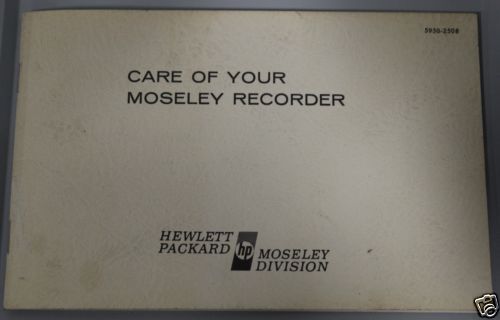 5950-2508
CARE OF YOUR
MOSELEY RECORDER
HEWLETT
PACKARD
hp
MOSELEY
DIVISION